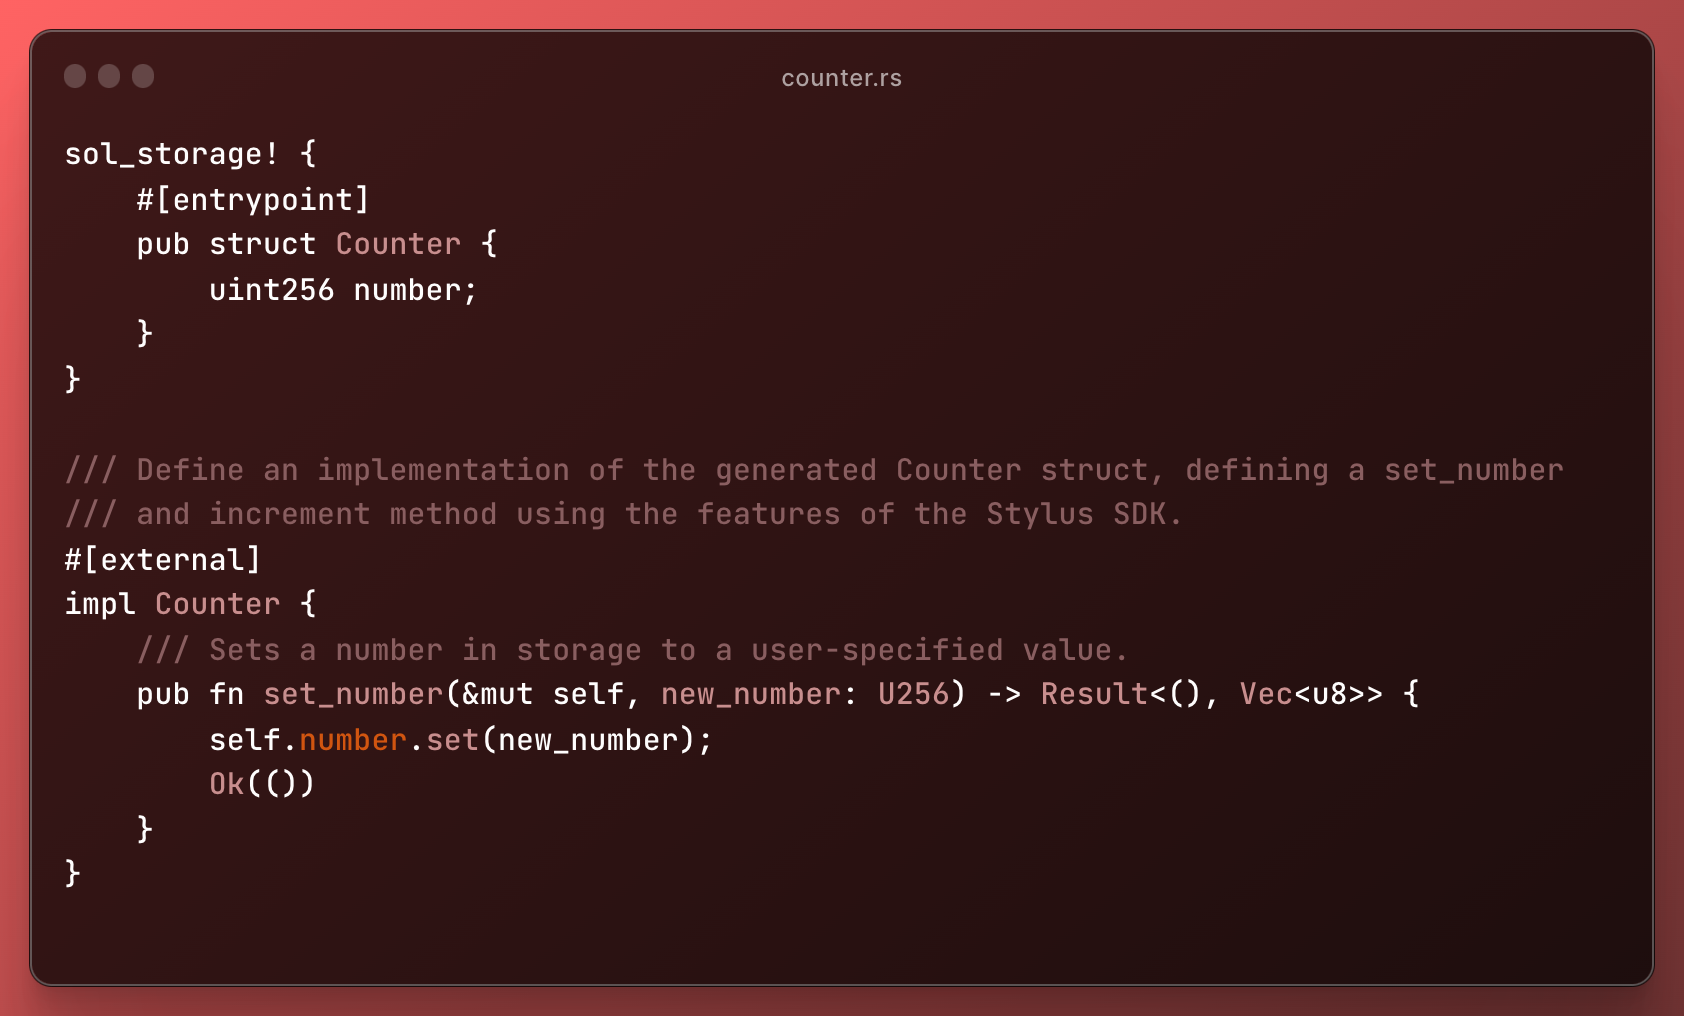 counter.rs
sol_storage! {
    #[entrypoint]
    pub struct Counter {
        uint256 number;
    }
}
/// Define an implementation of the generated Counter struct, defining a set_number
/// and increment method using the features of the Stylus SDK.
#[external]
impl Counter {
    /// Sets a number in storage to a user-specified value.
    pub fn set_number(&mut self, new_number: U256) -> Result<(), Vec<u8>> {
        self.number.set(new_number);
        Ok(())
    }
}